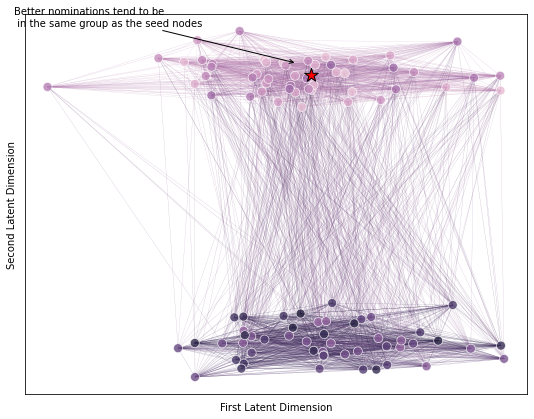 Better nominations tend to be
in the same group as the seed nodes
Second Latent Dimension
First Latent Dimension